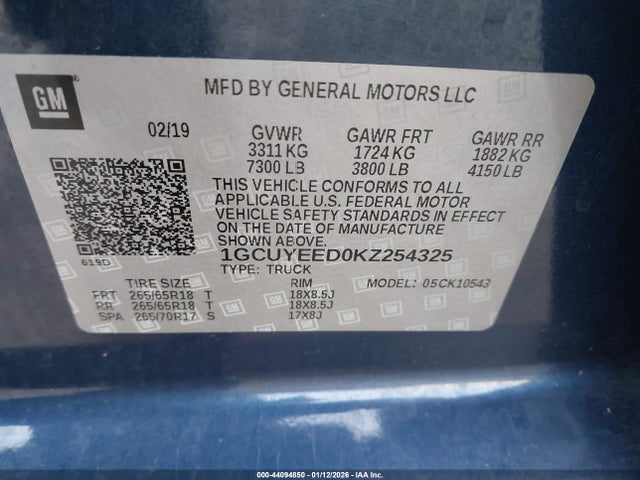 GM
MFD BY GENERAL MOTORS LLC
02/19 GVWR GAWR FRT GAWR RR
3311 KG 1724 KG 1882 KG
7300 LB 3800 LB 4150 LB
THIS VEHICLE CONFORMS TO ALL
APPLICABLE U.S. FEDERAL MOTOR
VEHICLE SAFETY STANDARDS IN EFFECT
ON THE DATE OF MANUFACTURE
SHOWN ABOVE.
619D
1GCUYEED0KZ254325
TYPE: TRUCK MODEL: 05CK10543
TIRE SIZE RIM
FRT 265/65R18 T 18X8.5J
RR 265/65R18 T 18X8.5J
SPA 265/70R17 S 17X8J
000-44094850 - 01/12/2026 - IAA Inc.